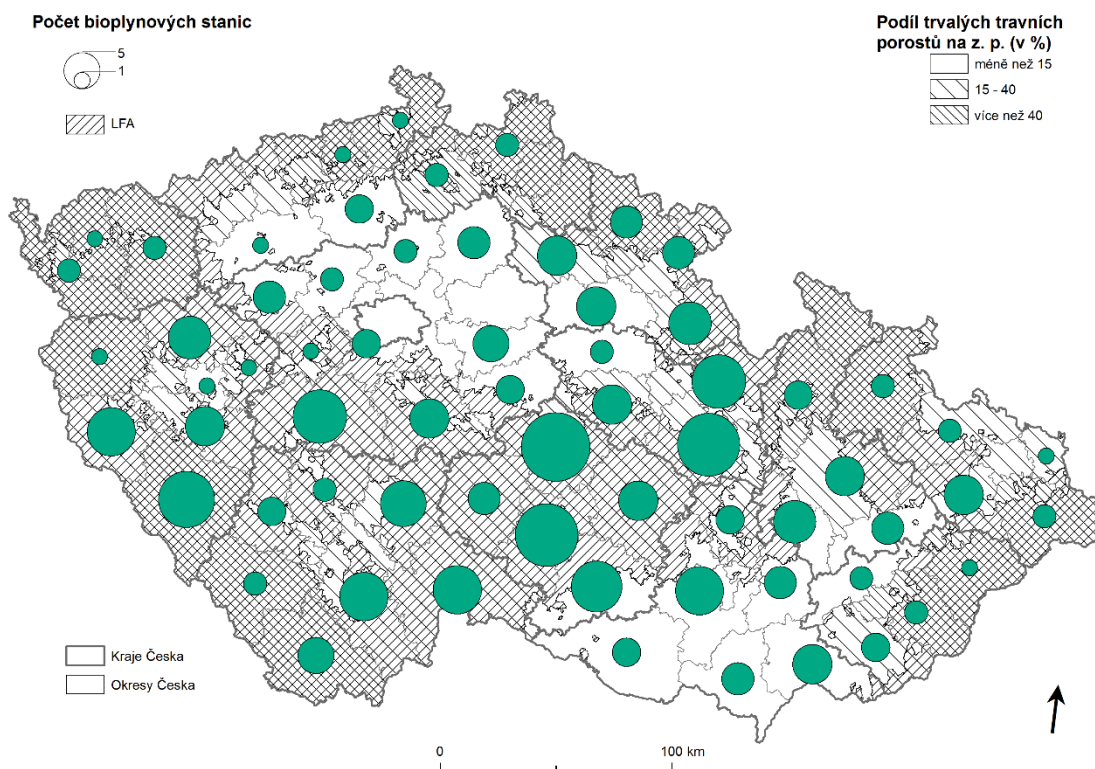 Počet bioplynových stanic
5
1
LFA
Podíl trvalých travních
porostů na z. p. (v %)
méně než 15
15 - 40
více než 40
Kraje Česka
Okresy Česka
0
100 km